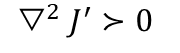 ▽² J′ ≻ 0